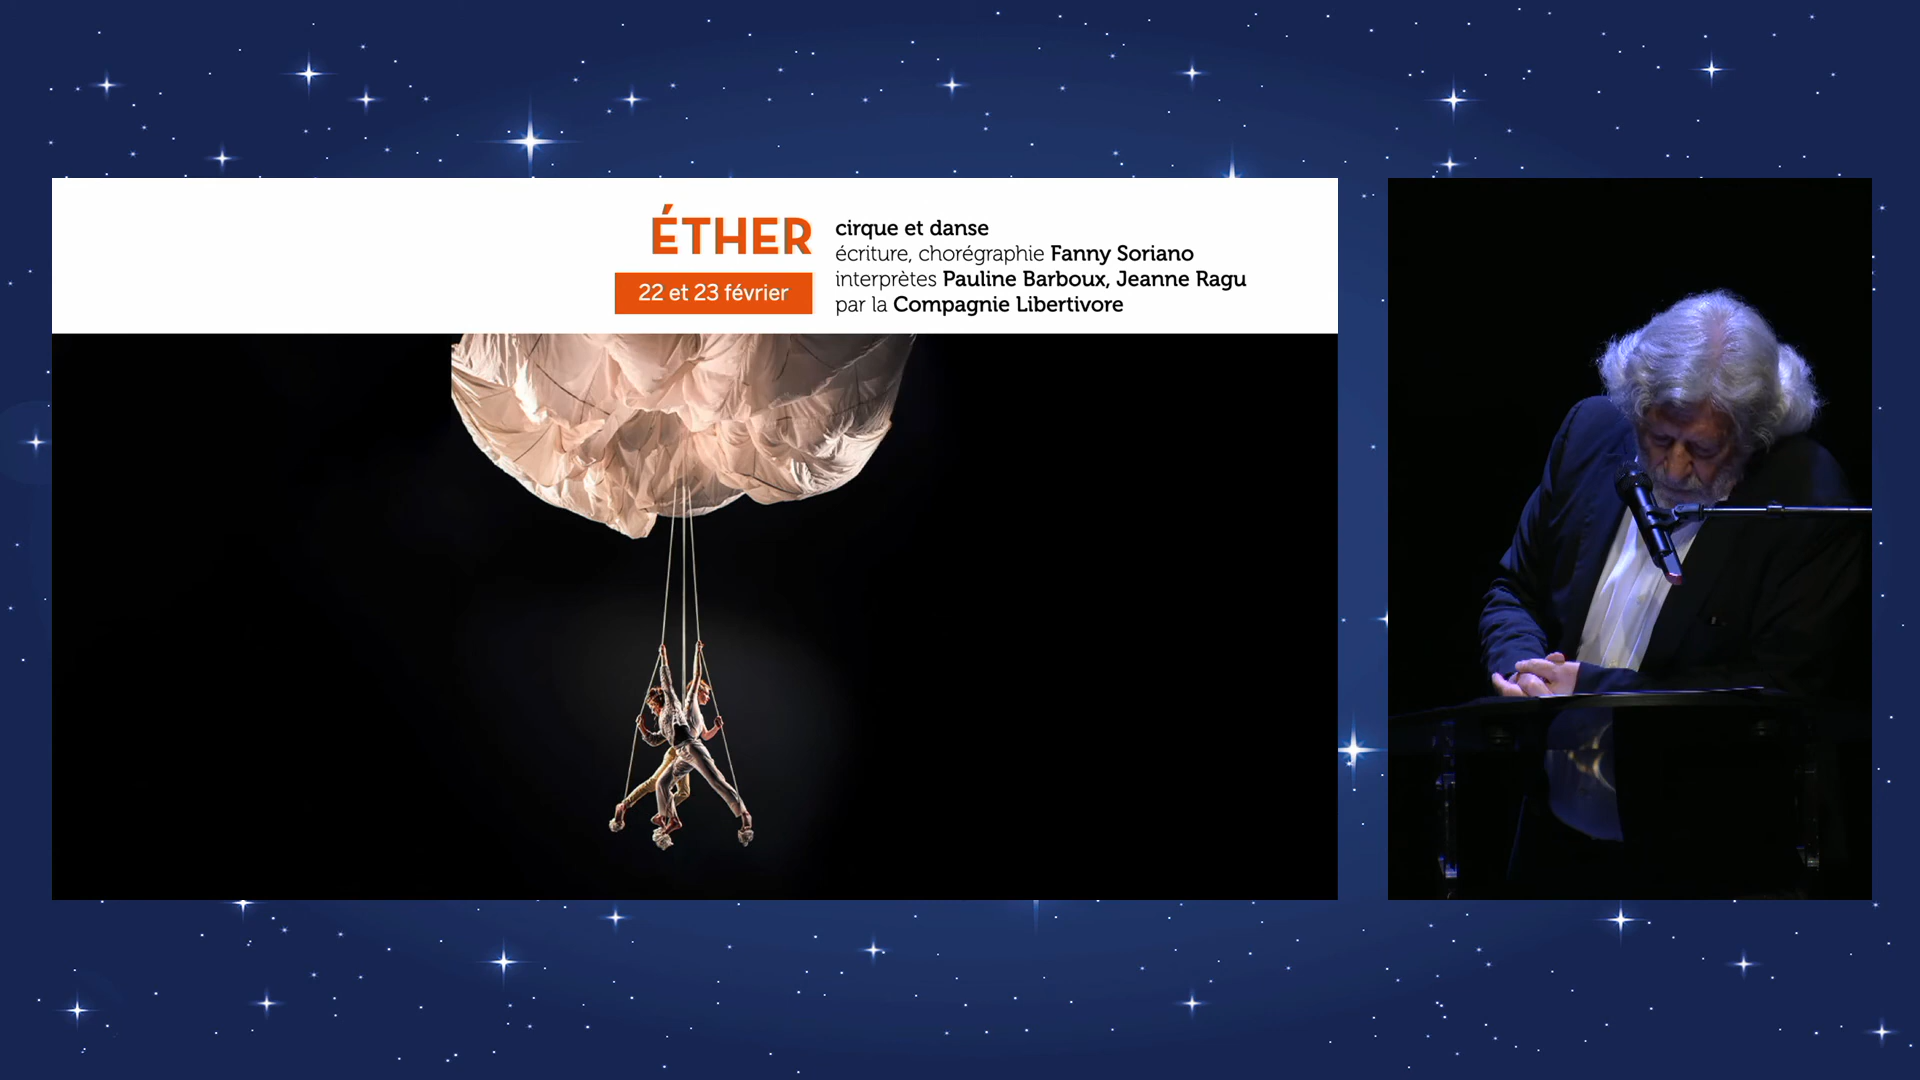 ÉTHER
22 et 23 février
cirque et danse
écriture, chorégraphie Fanny Soriano
interprètes Pauline Barboux, Jeanne Ragu
par la Compagnie Libertivore